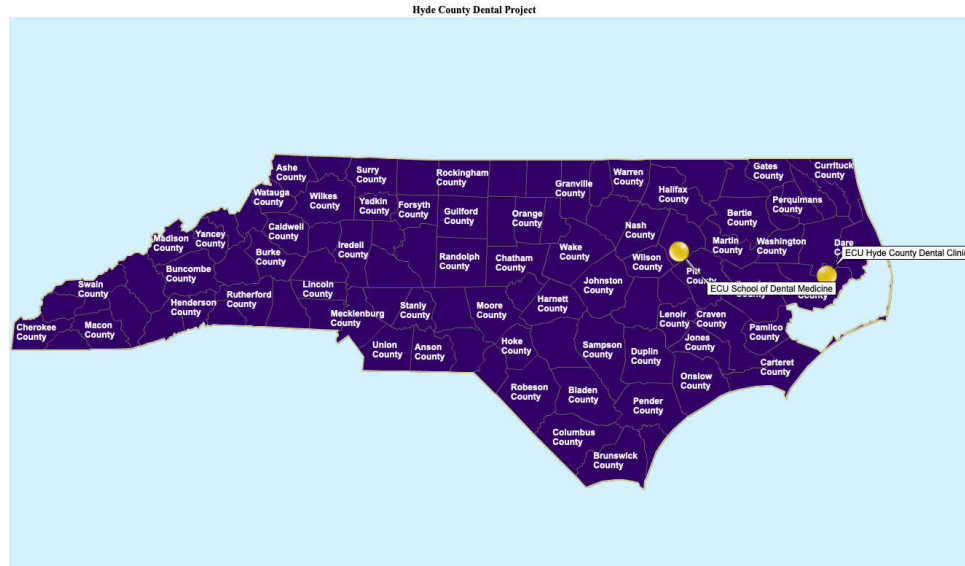 Hyde County Dental Project
Ashe
County
Surry
County
Rockingham
County
Warren
County
Gates
County
Currituck
County
Watauga
County
Wilkes
County
Yadkin
County
Forsyth
County
Guilford
County
Granville
County
Halifax
County
Perquimans
County
Orange
County
Bertie
County
Caldwell
County
Nash
County
Madison
County
Yancey
County
Iredell
County
Wake
County
Martin
County
Washington
County
Dare
ECU Hyde County Dental Clinic
Burke
County
Randolph
County
Chatham
County
Wilson
County
Buncombe
County
Pitt
County
ECU School of Dental Medicine
County
Swain
County
Lincoln
County
Johnston
County
Henderson
County
Rutherford
County
Stanly
County
Moore
County
Harnett
County
Mecklenburg
County
Lenoir
County
Craven
County
Cherokee
County
Macon
County
Pamlico
County
Union
County
Anson
County
Hoke
County
Sampson
County
Duplin
County
Jones
County
Carteret
County
Onslow
County
Robeson
County
Bladen
County
Pender
County
Columbus
County
Brunswick
County